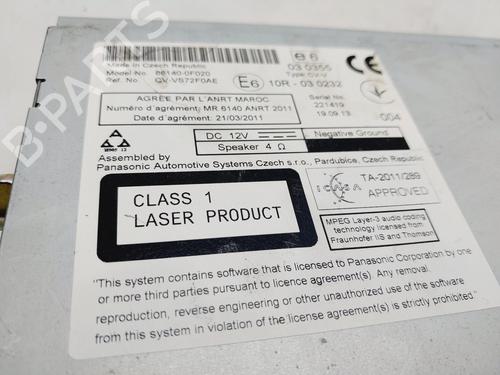 Made in Czech Republic
Model No. 86140-0F020
Ref. No. CV-VS72F0AE
e6
03 0355
Type: CV-V
CE
E6 10R - 03 0232
AGRÉE PAR L'ANRT MAROC
Numéro d'agrément: MR 6140 ANRT 2011
Date d'agrément: 21/03/2011
Serial No.
221419
19.09.13
004
DC 12V
Negative Ground
Speaker 4 Ω
Assembled by
Panasonic Automotive Systems Czech s.r.o., Pardubice, Czech Republic
CLASS 1
LASER PRODUCT
ICASA
TA-2011/289
APPROVED
MPEG Layer-3 audio coding
technology licensed from
Fraunhofer IIS and Thomson
"This system contains software that is licensed to Panasonic Corporation by one
or more third parties pursuant to licence agreement(s). Any removal,
reproduction, reverse engineering or other unauthorized use of the software
from this system in violation of the licence agreement(s) is strictly prohibited"
B-PARTS